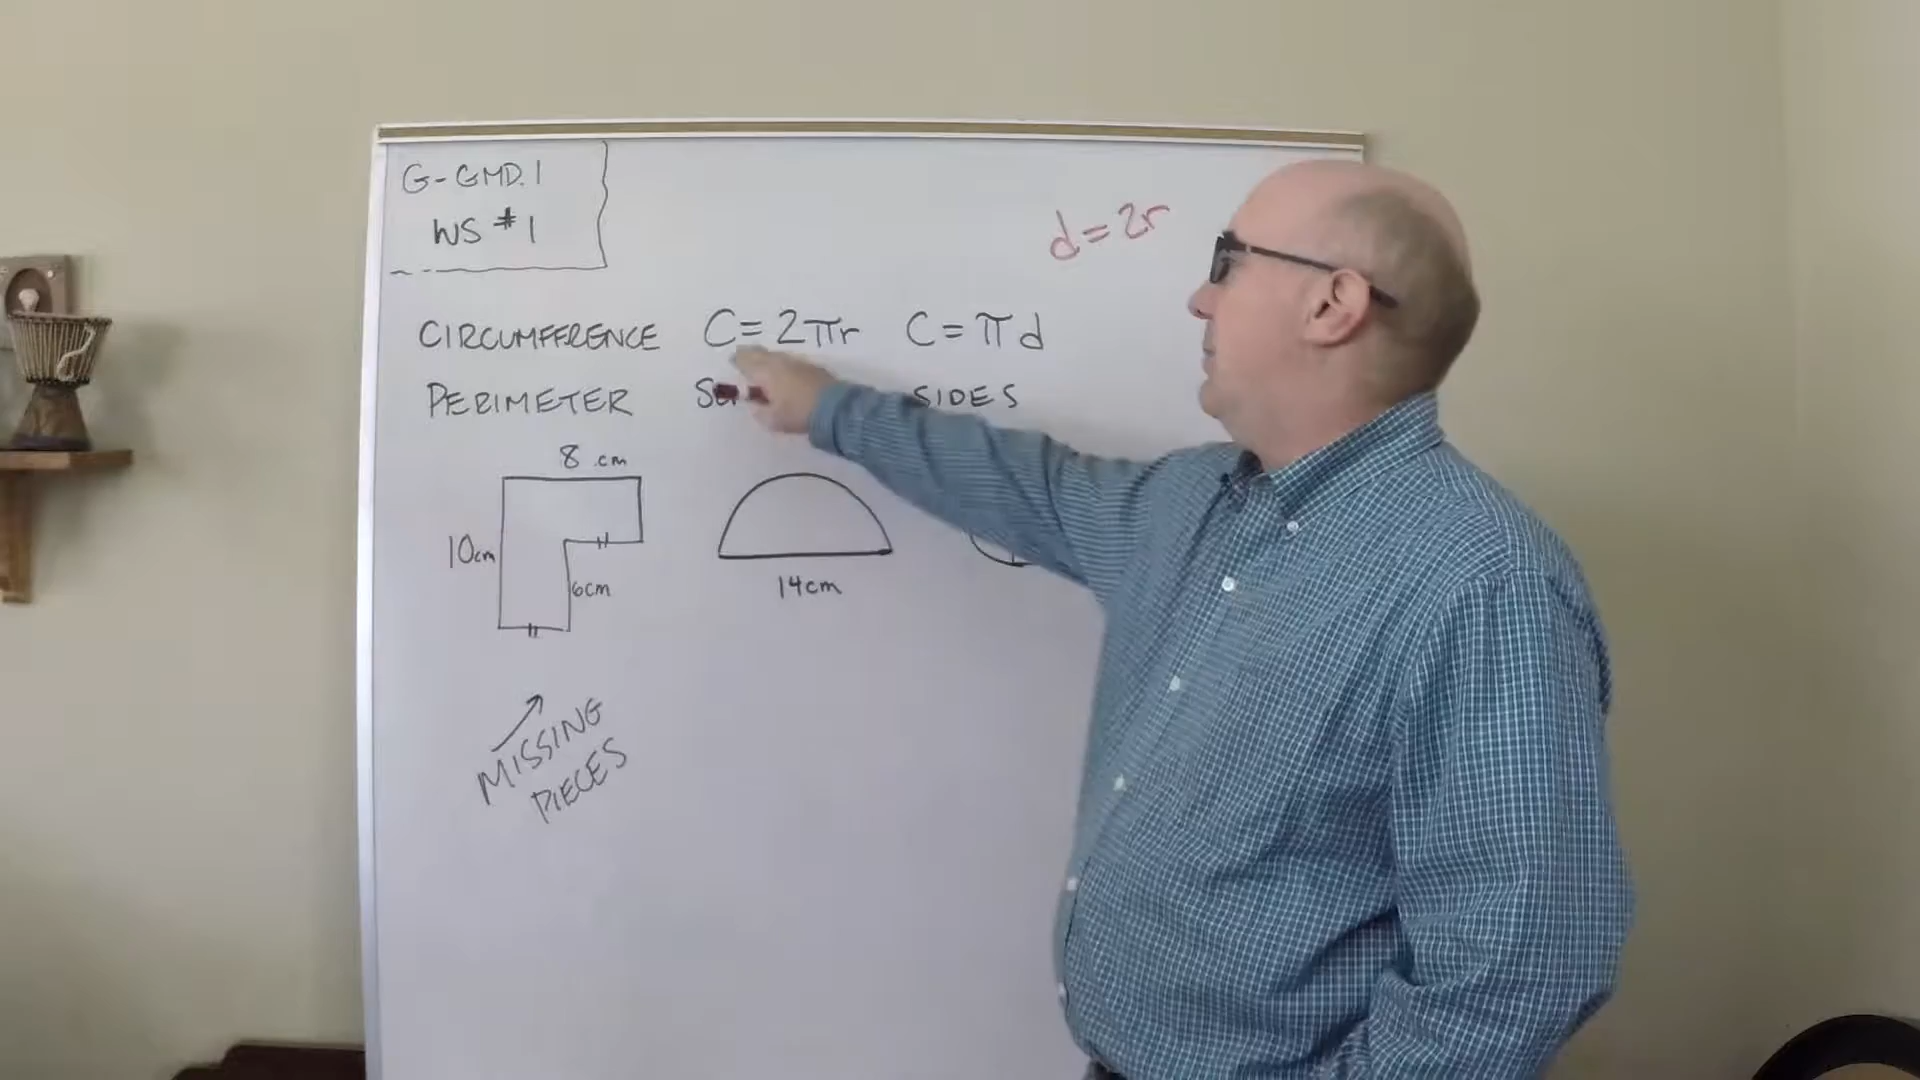 G-GMD.1
WS #1
d=2r
CIRCUMFERENCE C=2πr C=πd
PERIMETER SIDES
8 cm
10cm
6cm
14cm
MISSING
PIECES